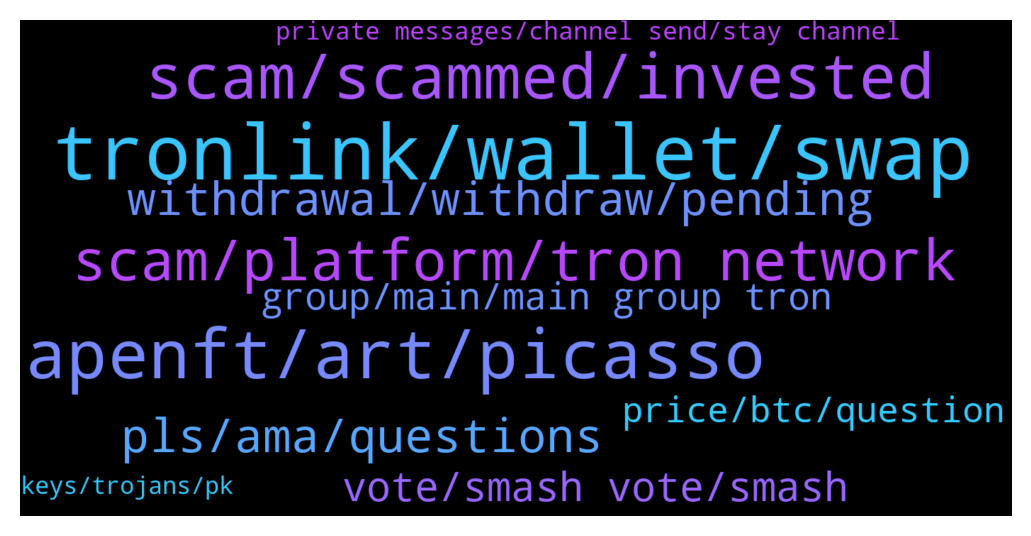 private messages/channel send/stay channel
scam/scammed/invested
tronlink/wallet/swap
withdrawal/withdraw/pending
scam/platform/tron network
group/main/main group tron
apenft/art/picasso
price/btc/question
pls/ama/questions
keys/trojans/pk
vote/smash vote/smash